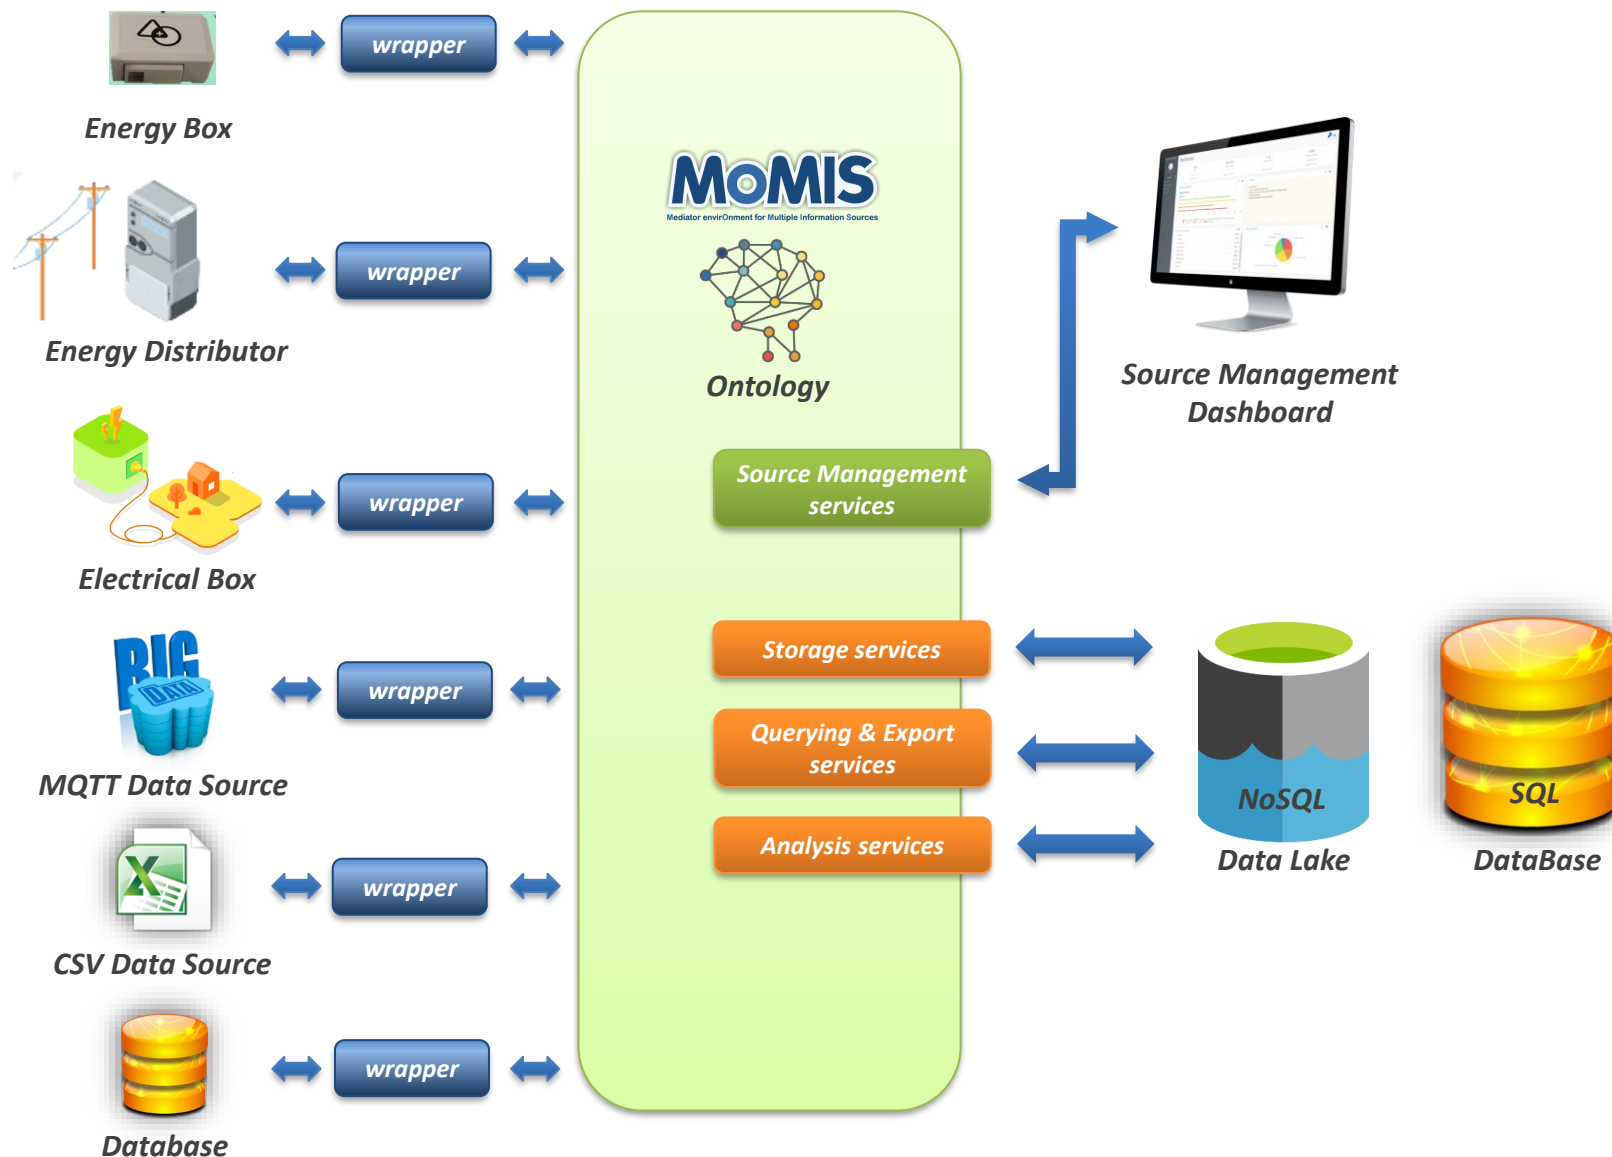 wrapper
Energy Box
MOMIS
Mediator envirOnment for Multiple Information Sources
wrapper
Energy Distributor
Ontology
Source Management
Dashboard
Source Management
services
wrapper
Electrical Box
BIG
DATA
wrapper
MQTT Data Source
Storage services
Querying & Export
services
Analysis services
NoSQL
Data Lake
SQL
DataBase
X
wrapper
CSV Data Source
wrapper
Database